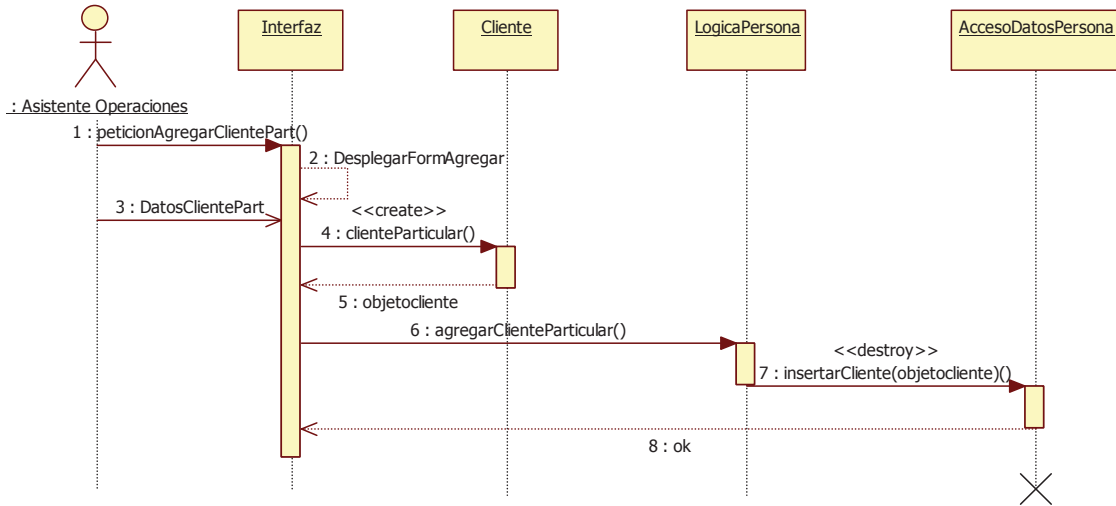 Interfaz
Cliente
LogicaPersona
AccesoDatosPersona
: Asistente Operaciones
1 : peticionAgregarClientePart()
2 : DesplegarFormAgregar
3 : DatosClientePart
<<create>>
4 : clienteParticular()
5 : objetocliente
6 : agregarClienteParticular()
<<destroy>>
7 : insertarCliente(objetocliente)()
8 : ok